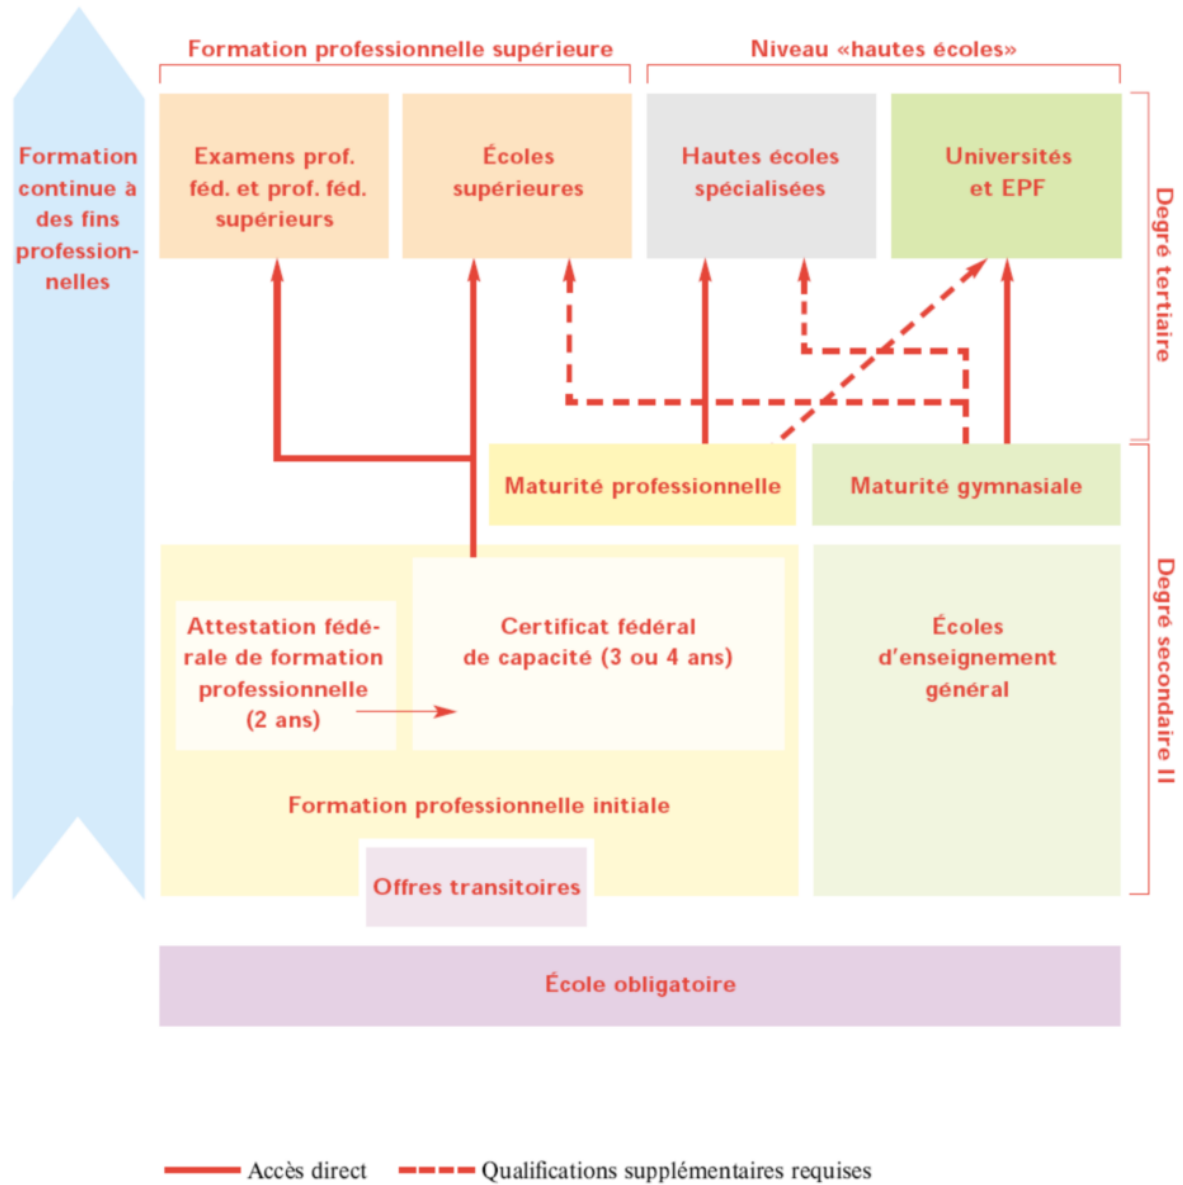 Formation professionnelle supérieure
Niveau «hautes écoles»
Formation
continue à
des fins
profession-
nelles
Examens prof.
féd. et prof. féd.
supérieurs
Écoles
supérieures
Hautes écoles
spécialisées
Universités
et EPF
Degré tertiaire
Maturité professionnelle
Maturité gymnasiale
Attestation fédé-
rale de formation
professionnelle
(2 ans)
Certificat fédéral
de capacité (3 ou 4 ans)
Écoles
d'enseignement
général
Degré secondaire II
Formation professionnelle initiale
Offres transitoires
École obligatoire
Accès direct
Qualifications supplémentaires requises